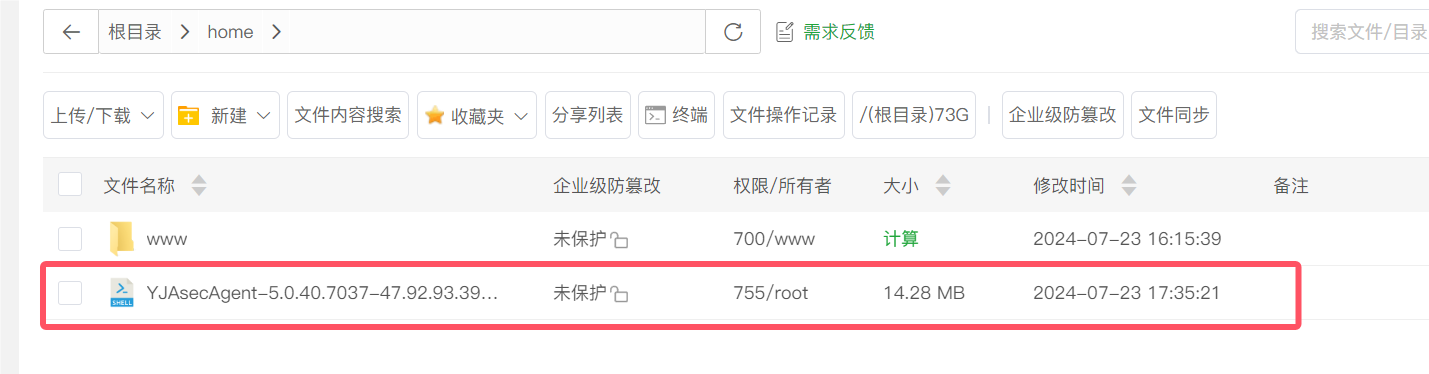 根目录 home 需求反馈 搜索文件/目录
上传/下载 新建 文件内容搜索 收藏夹 分享列表 终端 文件操作记录 /(根目录)73G 企业级防篡改 文件同步
文件名称 企业级防篡改 权限/所有者 大小 修改时间 备注
www 未保护 700/www 计算 2024-07-23 16:15:39
SHELL YJAsecAgent-5.0.40.7037-47.92.93.39... 未保护 755/root 14.28 MB 2024-07-23 17:35:21